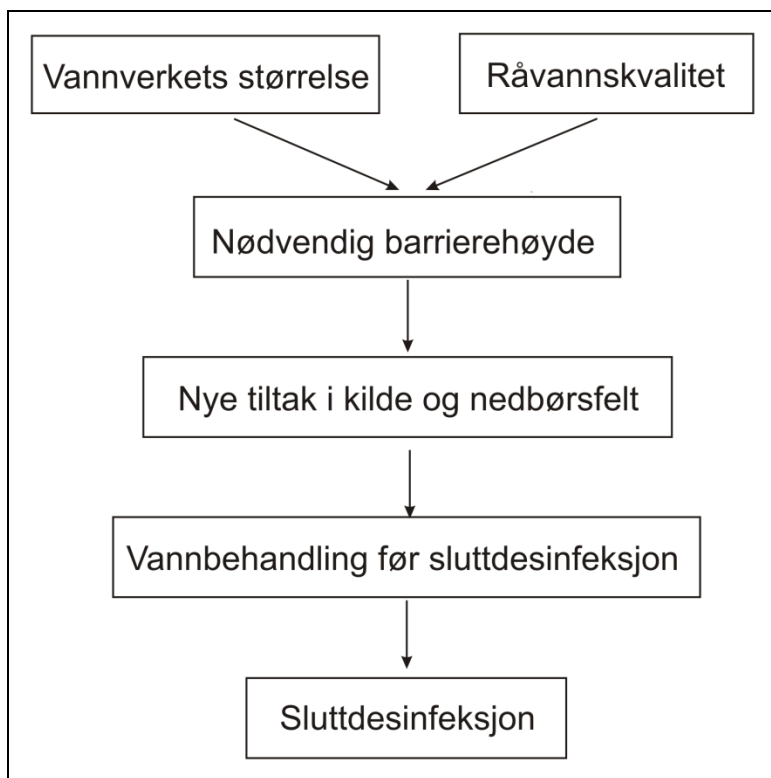 Vannverkets størrelse
Råvannskvalitet
Nødvendig barrierehøyde
Nye tiltak i kilde og nedbørsfelt
Vannbehandling før sluttdesinfeksjon
Sluttdesinfeksjon